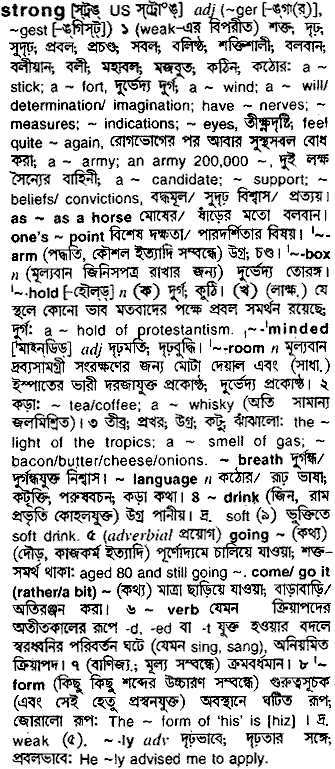 strong [স্ট্রঙ্ US স্ট্রোঙ্] adj (~ger [-ঙগা(র্)],
~gest [-ঙগিস্ট্]) ১ (weak-এর বিপরীত) শক্ত, দৃঢ়,
সুদৃঢ়, প্রবল; প্রচণ্ড; সবল; বলিষ্ঠ; শক্তিশালী; বলবান;
বলীয়ান; বলী; মহাবল; মজবুত; কঠিন; কঠোর: a ~
stick; a ~ fort, দুর্ভেদ্য দুর্গ; a ~ wind; a ~ will/
determination/ imagination; have ~ nerves; ~
measures; ~ indications; ~ eyes, তীক্ষ্ণদৃষ্টি; feel
quite ~ again, রোগভোগের পর আবার সুস্থসবল বোধ
করা; a ~ army; an army 200,000 ~, দুই লক্ষ
সৈন্যের বাহিনী; a ~ candidate; ~ support; ~
beliefs/ convictions, বদ্ধমূল/ সুদৃঢ় বিশ্বাস/ প্রত্যয়।
as ~ as a horse মোষের/ ষাঁড়ের মতো বলবান।
one's ~ point বিশেষ দক্ষতা/ পারদর্শিতার বিষয়। '~-
arm (পদ্ধতি, কৌশল ইত্যাদি সম্বন্ধে) উগ্র; চণ্ড। '~-box
n (মূল্যবান জিনিসপত্র রাখার জন্য) দুর্ভেদ্য তোরঙ্গ।
'~-hold [-হৌল্ড্] n (ক) দুর্গ; কুঠি। (খ) (লাক্ষ.) যে
স্থলে কোনো ভাব মতবাদের পক্ষে প্রবল সমর্থন রয়েছে;
দুর্গ: a ~ hold of protestantism. ,~-'minded
[মাইনডিড্] adj দৃঢ়মতি; দৃঢ়বুদ্ধি। '~-room n মূল্যবান
দ্রব্যসামগ্রী সংরক্ষণের জন্য মোটা দেয়াল এবং (সাধা.)
ইস্পাতের ভারী দরজাযুক্ত প্রকোষ্ঠ; দুর্ভেদ্য প্রকোষ্ঠ। ২
কড়া: ~ tea/coffee; a ~ whisky (অতি সামান্য
জলমিশ্রিত)। ৩ তীব্র; প্রখর; উগ্র; কটু; ঝাঁঝালো: the ~
light of the tropics; a ~ smell of gas; ~
bacon/butter/cheese/onions. ~ breath দুর্গন্ধ/
দুর্গন্ধযুক্ত নিশ্বাস। ~ language n কঠোর/ রূঢ় ভাষা;
কটূক্তি; পরুষবচন; কড়া কথা। ৪ ~ drink (জিন, রাম
প্রভৃতি কোহলযুক্ত) উগ্র পানীয়। দ্র. soft (৯) ভুক্তিতে
soft drink. ৫ (adverbial প্রয়োগ) going ~ (কথ্য)
(দৌড়, কাজকর্ম ইত্যাদি) পূর্ণোদ্যমে চালিয়ে যাওয়া; শক্ত-
সমর্থ থাকা: aged 80 and still going ~. come/ go it
(rather/a bit) ~ (কথ্য) মাত্রা ছাড়িয়ে যাওয়া; বাড়াবাড়ি/
অতিরঞ্জন করা। ৬ ~ verb যেমন ক্রিয়াপদের
অতীতকালের রূপে -d, -ed বা -t যুক্ত হওয়ার বদলে
স্বরধ্বনির পরিবর্তন ঘটে (যেমন sing, sang), অনিয়মিত
ক্রিয়াপদ। ৭ (বাণিজ্য.; মূল্য সম্বন্ধে) ক্রমবর্ধমান। ৮ '~
form (কিছু কিছু শব্দের উচ্চারণ সম্বন্ধে) গুরুত্বসূচক
(এবং সেই হেতু প্রস্বনযুক্ত) অবস্থানে ঘটিত রূপ;
জোরালো রূপ: The ~ form of 'his' is [hiz] । দ্র.
weak (৫). ~·ly adv দৃঢ়ভাবে; দৃঢ়তার সঙ্গে;
প্রবলভাবে: He ~ly advised me to apply.